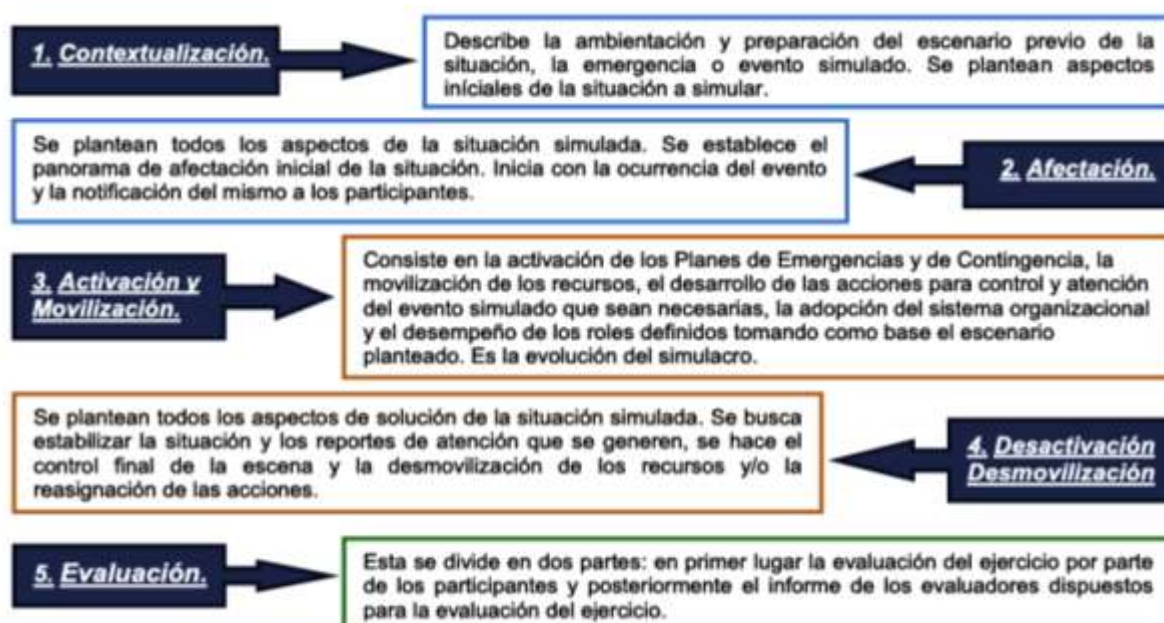 1. Contextualización.
Describe la ambientación y preparación del escenario previo de la
situación, la emergencia o evento simulado. Se plantean aspectos
iníciales de la situación a simular.
Se plantean todos los aspectos de la situación simulada. Se establece el
panorama de afectación inicial de la situación. Inicia con la ocurrencia del evento
y la notificación del mismo a los participantes.
2. Afectación.
3. Activación y
Movilización.
Consiste en la activación de los Planes de Emergencias y de Contingencia, la
movilización de los recursos, el desarrollo de las acciones para control y atención
del evento simulado que sean necesarias, la adopción del sistema organizacional
y el desempeño de los roles definidos tomando como base el escenario
planteado. Es la evolución del simulacro.
Se plantean todos los aspectos de solución de la situación simulada. Se busca
estabilizar la situación y los reportes de atención que se generen, se hace el
control final de la escena y la desmovilización de los recursos y/o la
reasignación de las acciones.
4. Desactivación
Desmovilización
5. Evaluación.
Esta se divide en dos partes: en primer lugar la evaluación del ejercicio por parte
de los participantes y posteriormente el informe de los evaluadores dispuestos
para la evaluación del ejercicio.